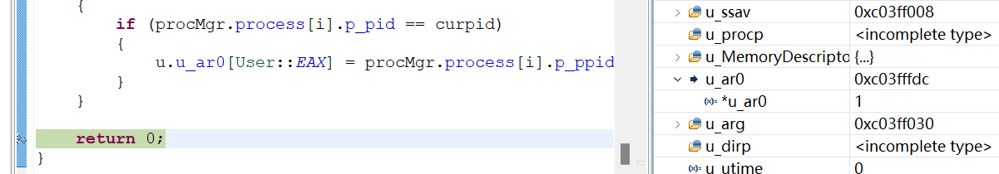 {
if (procMgr.process[i].p_pid == curpid)
{
u.u_ar0[User::EAX] = procMgr.process[i].p_ppid
}
}
return 0;
}
u_ssav 0xc03ff008
u_procp <incomplete type>
u_MemoryDescripto {...}
u_ar0 0xc03fffdc
(x)= *u_ar0 1
u_arg 0xc03ff030
u_dirp <incomplete type>
(x)= u_utime 0